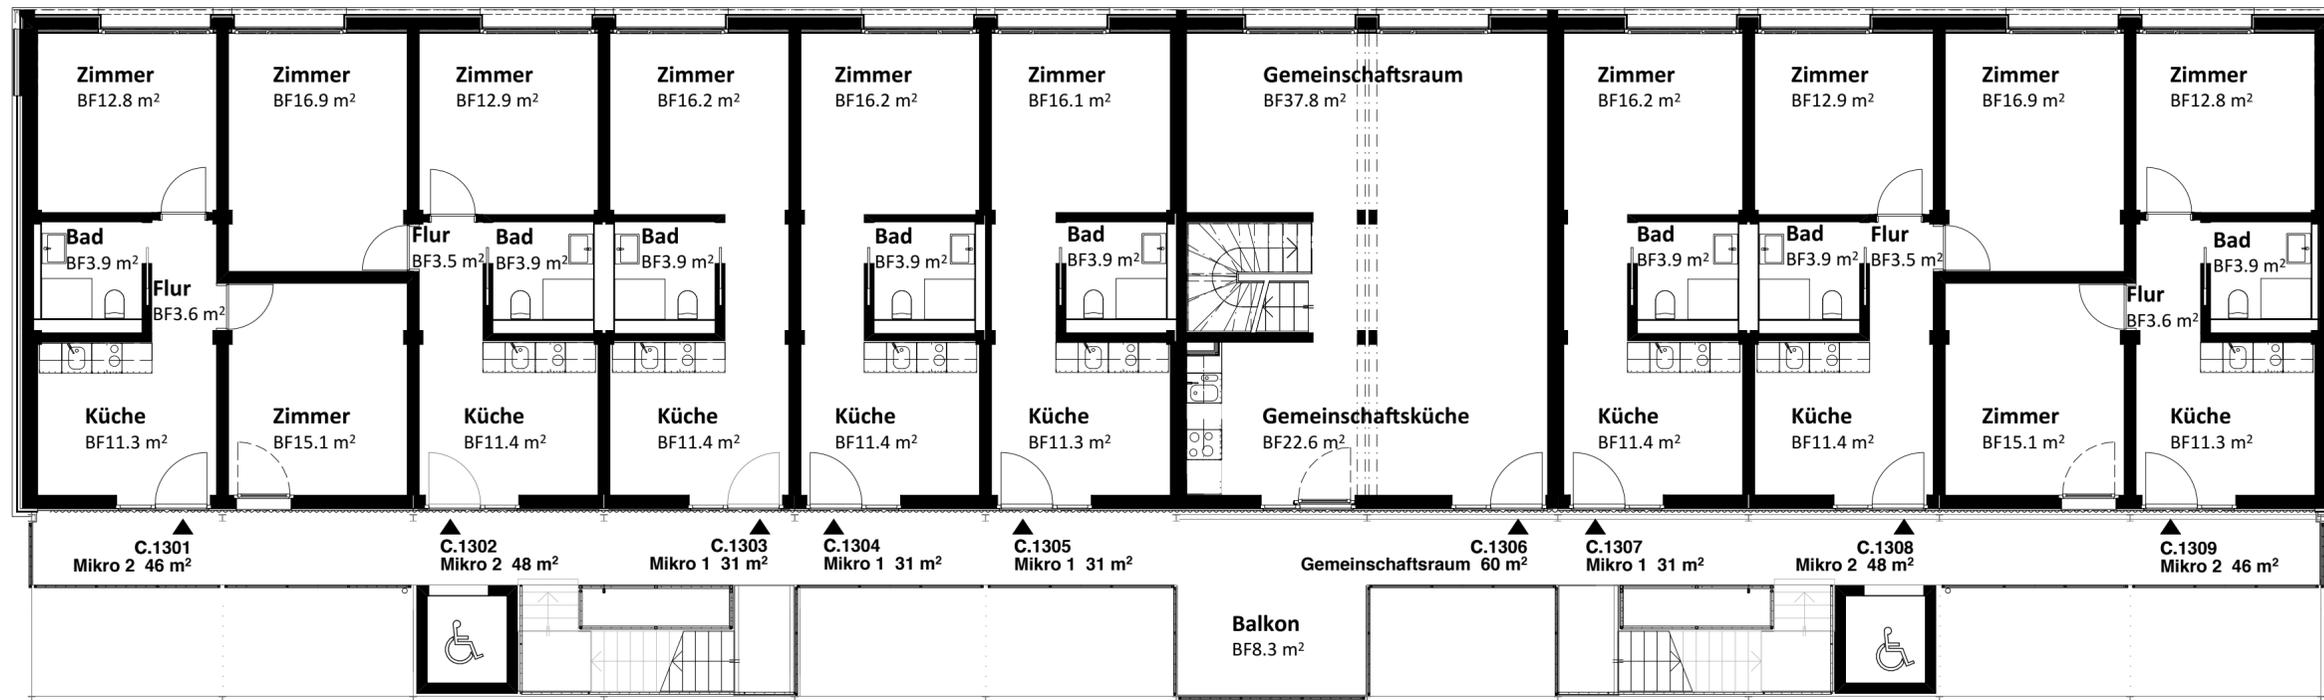 Zimmer
BF12.8 m²
Zimmer
BF16.9 m²
Zimmer
BF12.9 m²
Zimmer
BF16.2 m²
Zimmer
BF16.2 m²
Zimmer
BF16.1 m²
Gemeinschaftsraum
BF37.8 m²
Zimmer
BF16.2 m²
Zimmer
BF12.9 m²
Zimmer
BF16.9 m²
Zimmer
BF12.8 m²
Bad
BF3.9 m²
Flur
BF3.6 m²
Flur
BF3.5 m²
Bad
BF3.9 m²
Bad
BF3.9 m²
Bad
BF3.9 m²
Bad
BF3.9 m²
Bad
BF3.9 m²
Bad
BF3.9 m²
Flur
BF3.5 m²
Flur
BF3.6 m²
Bad
BF3.9 m²
Küche
BF11.3 m²
Zimmer
BF15.1 m²
Küche
BF11.4 m²
Küche
BF11.4 m²
Küche
BF11.4 m²
Küche
BF11.3 m²
Gemeinschaftsküche
BF22.6 m²
Küche
BF11.4 m²
Küche
BF11.4 m²
Zimmer
BF15.1 m²
Küche
BF11.3 m²
C.1301
Mikro 2 46 m²
C.1302
Mikro 2 48 m²
C.1303
Mikro 1 31 m²
C.1304
Mikro 1 31 m²
C.1305
Mikro 1 31 m²
C.1306
Gemeinschaftsraum 60 m²
C.1307
Mikro 1 31 m²
C.1308
Mikro 2 48 m²
C.1309
Mikro 2 46 m²
Balkon
BF8.3 m²